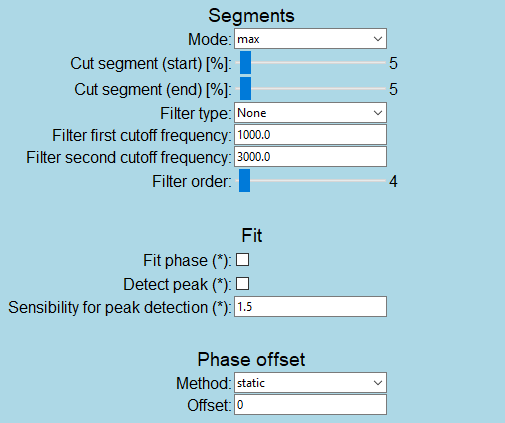 Segments
Mode: max
Cut segment (start) [%]: 5
Cut segment (end) [%]: 5
Filter type: None
Filter first cutoff frequency: 1000.0
Filter second cutoff frequency: 3000.0
Filter order: 4
Fit
Fit phase (*):
Detect peak (*):
Sensibility for peak detection (*): 1.5
Phase offset
Method: static
Offset: 0